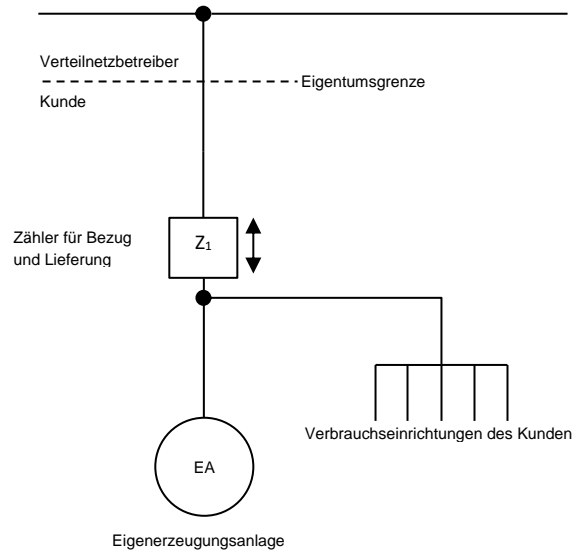 Verteilnetzbetreiber
Eigentumsgrenze
Kunde
Zähler für Bezug
und Lieferung
Z1
Verbrauchseinrichtungen des Kunden
EA
Eigenerzeugungsanlage